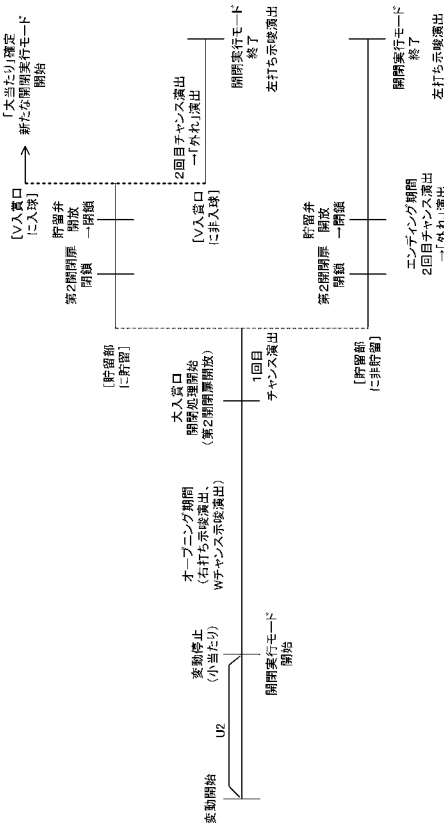 変動開始
U2
変動停止
(小当たり)
開閉実行モード
開始
オープニング期間
(右打ち示唆演出、
Wチャンス示唆演出)
大入賞口
開閉処理開始
(第2開閉扉開放)
1回目
チャンス演出
[貯留部
に貯留]
第2開閉扉
閉鎖
貯留弁
開放
→閉鎖
[V入賞口
に入球]
「大当たり」確定
新たな開閉実行モード
開始
[V入賞口
に非入球]
2回目チャンス演出
→「外れ」演出
開閉実行モード
終了
左打ち示唆演出
[貯留部
に非貯留]
第2開閉扉
閉鎖
貯留弁
開放
→閉鎖
エンディング期間
2回目チャンス演出
→「外れ」演出
開閉実行モード
終了
左打ち示唆演出